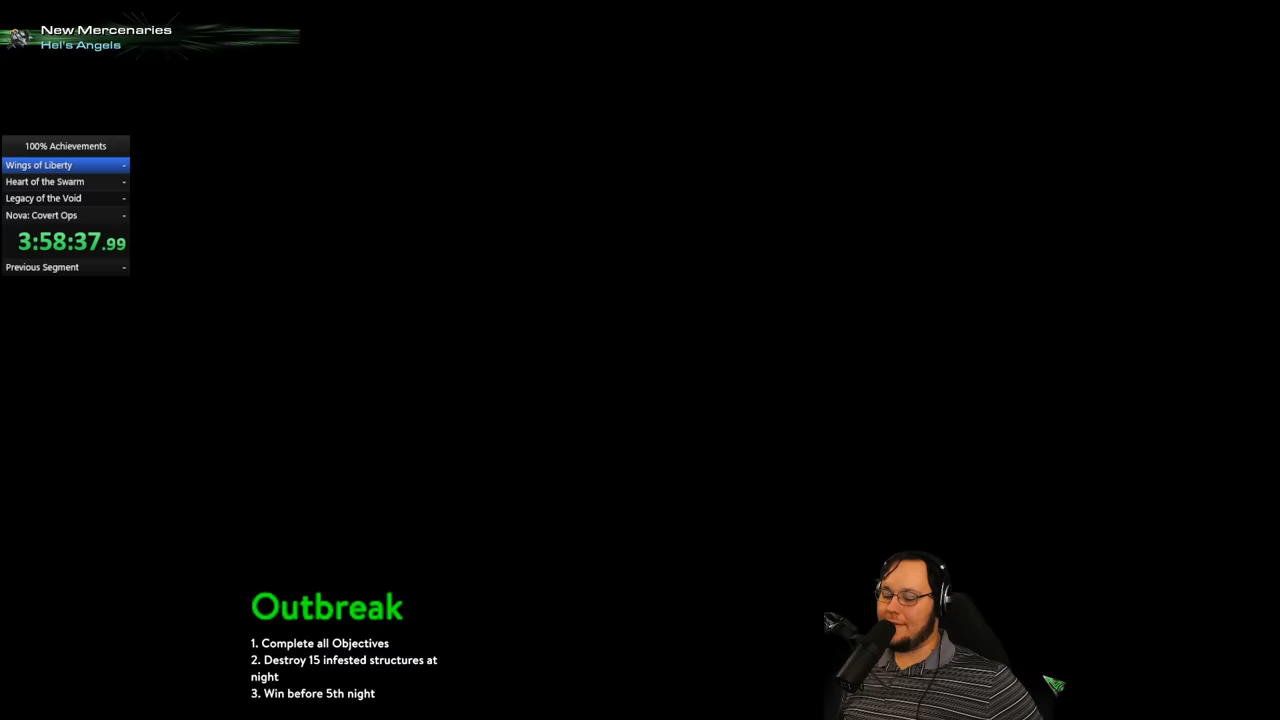 New Mercenaries
Hel's Angels
100% Achievements
Wings of Liberty -
Heart of the Swarm -
Legacy of the Void -
Nova: Covert Ops -
3:58:37.99
Previous Segment -
Outbreak
1. Complete all Objectives
2. Destroy 15 infested structures at
night
3. Win before 5th night